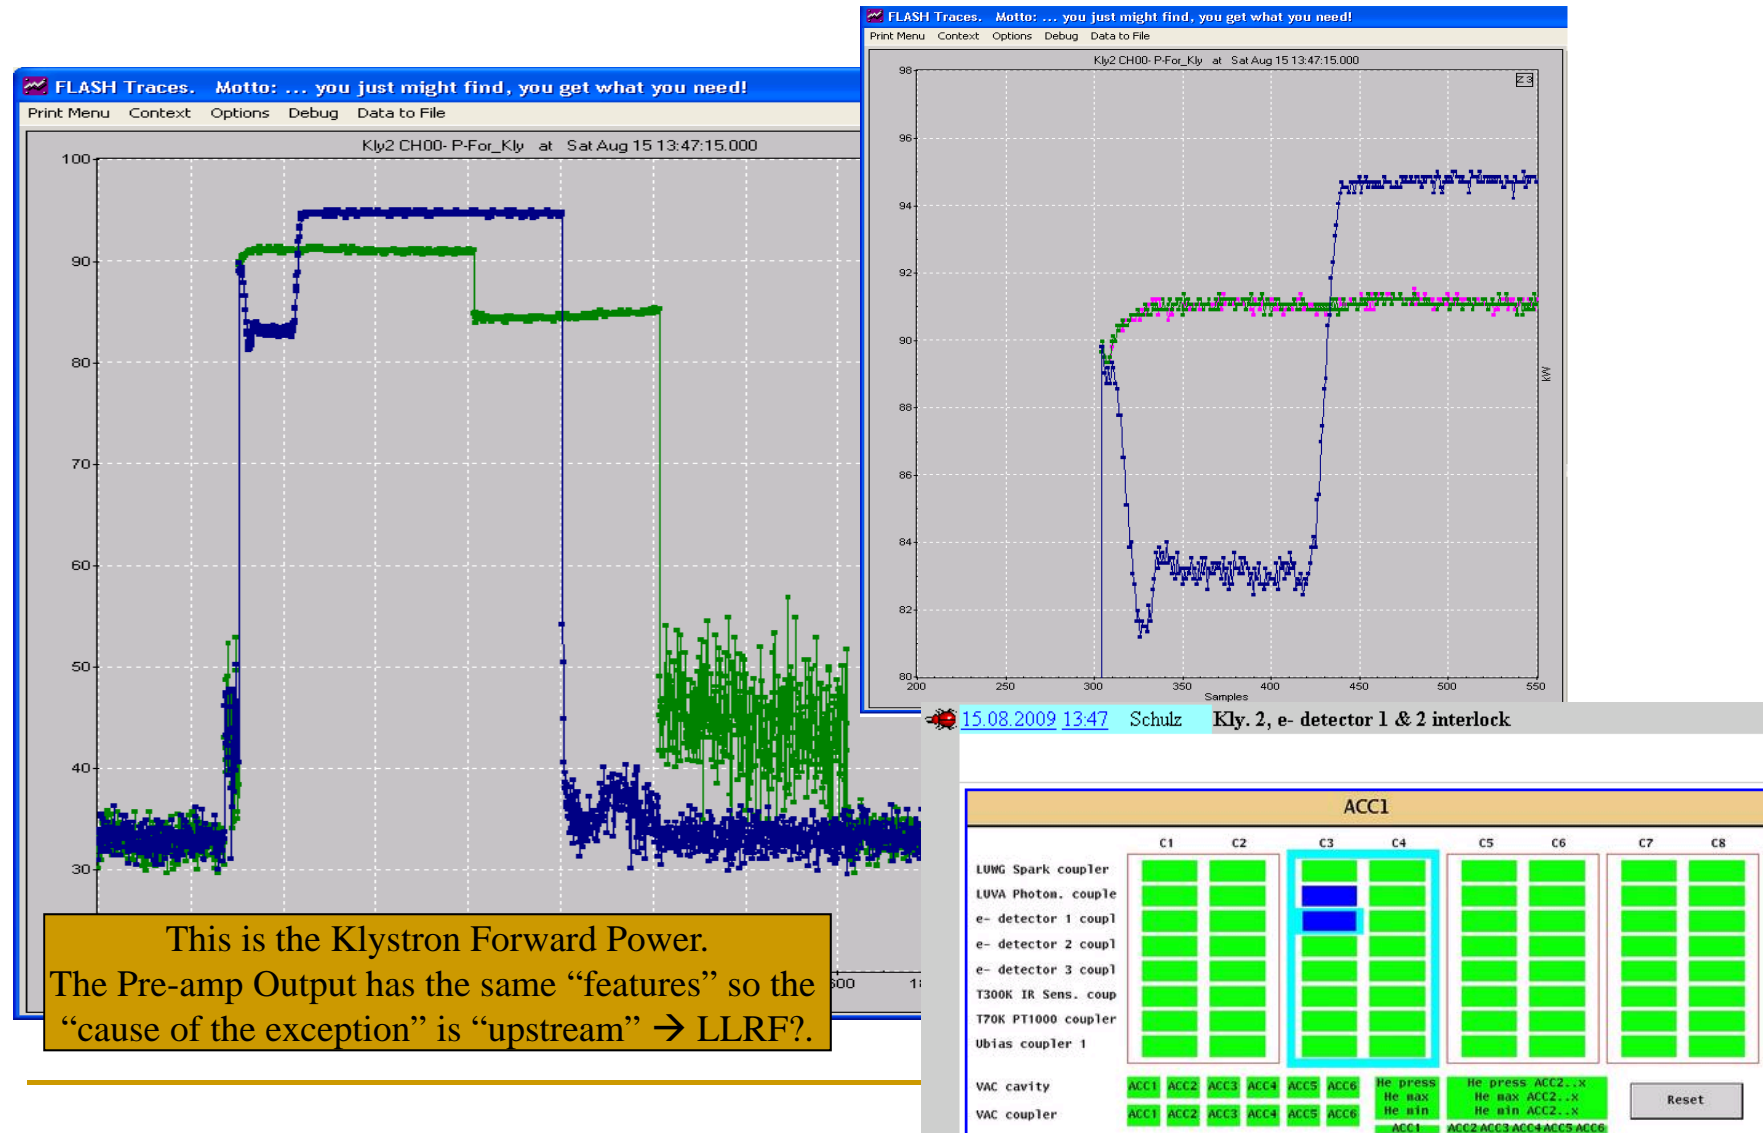 FLASH Traces. Motto: ... you just might find, you get what you need!
Print Menu Context Options Debug Data to File
Kly2 CH00- P-For_Kly at Sat Aug 15 13:47:15.000
100
90
80
70
60
50
40
30
This is the Klystron Forward Power.
The Pre-amp Output has the same “features” so the
“cause of the exception” is “upstream” → LLRF?.
FLASH Traces. Motto: ... you just might find, you get what you need!
Print Menu Context Options Debug Data to File
Kly2 CH00- P-For_Kly at Sat Aug 15 13:47:15.000
Z3
98
96
94
92
90
88
86
84
82
80
kW
200 250 300 350 400 450 500 550
Samples
15.08.2009 13:47 Schulz Kly. 2, e- detector 1 & 2 interlock
ACC1
C1 C2 C3 C4 C5 C6 C7 C8
LUWG Spark coupler
LUVA Photom. couple
e- detector 1 coupl
e- detector 2 coupl
e- detector 3 coupl
T300K IR Sens. coup
T70K PT1000 coupler
Ubias coupler 1
VAC cavity ACC1 ACC2 ACC3 ACC4 ACC5 ACC6 He press He press ACC2..x
He max He max ACC2..x
VAC coupler ACC1 ACC2 ACC3 ACC4 ACC5 ACC6 He min He min ACC2..x
ACC1 ACC2 ACC3 ACC4 ACC5 ACC6
Reset